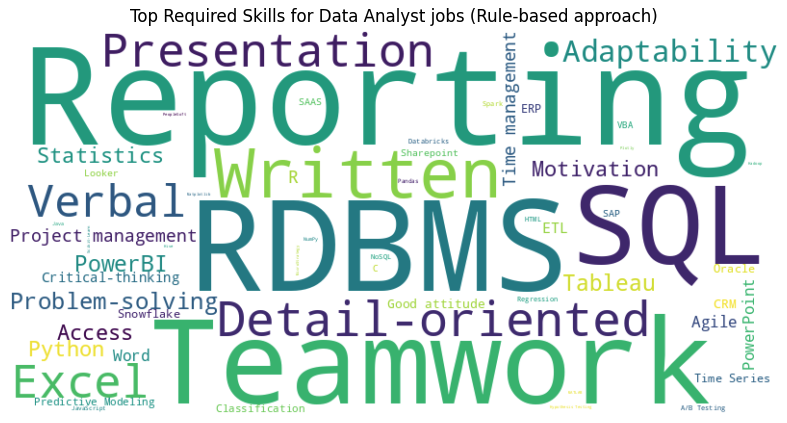 Top Required Skills for Data Analyst jobs (Rule-based approach)
Presentation
Reporting
Adaptability
Time management
SAAS
Spark
ERP
PeopleSoft
VBA
Databricks
Statistics
Sharepoint
Looker
Written
R
Motivation
Pandas
Verbal
RDBMS
SQL
SAP
HTML
ETL
Java
Project management
NumPy
NoSQL
C
PowerBI
Critical-thinking
Tableau
Oracle
Problem-solving
Regression
Good attitude
CRM
PowerPoint
Snowflake
Detail-oriented
Agile
Access
Teamwork
Python
Word
Excel
Time Series
Predictive Modeling
JavaScript
Classification
A/B Testing